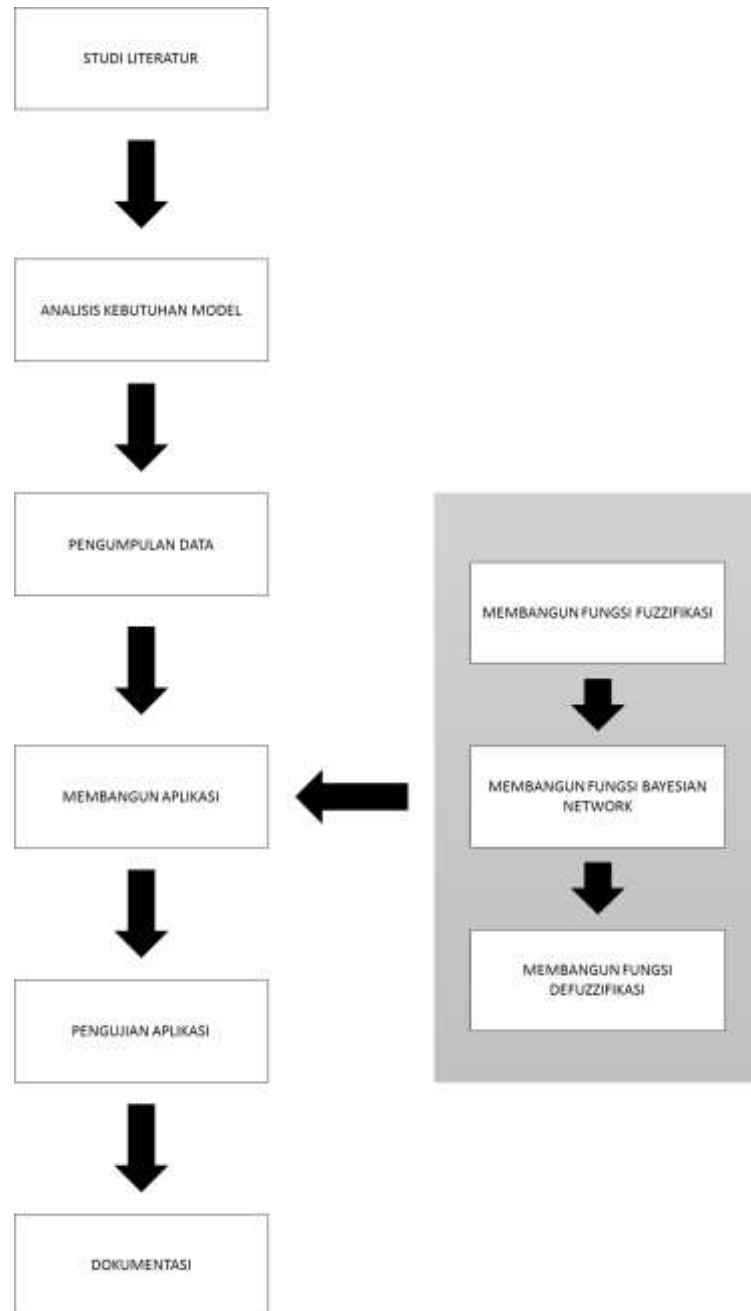 STUDI LITERATUR
ANALISIS KEBUTUHAN MODEL
PENGUMPULAN DATA
MEMBANGUN APLIKASI
PENGUJIAN APLIKASI
DOKUMENTASI
MEMBANGUN FUNGSI FUZZIFIKASI
MEMBANGUN FUNGSI BAYESIAN
NETWORK
MEMBANGUN FUNGSI
DEFUZZIFIKASI